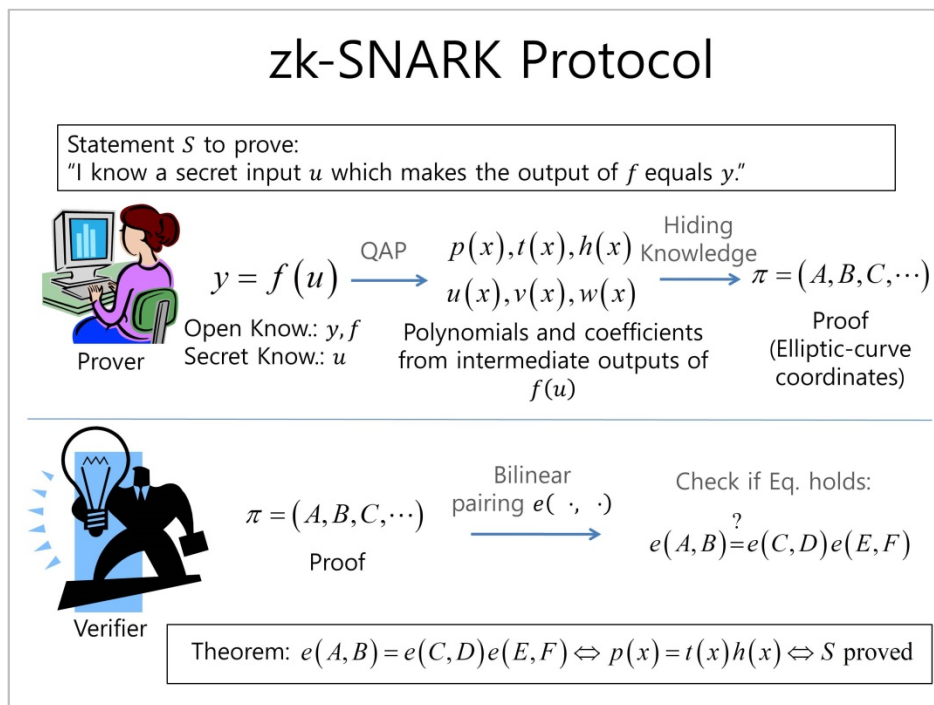 zk-SNARK Protocol
Statement S to prove:
“I know a secret input u which makes the output of f equals y.”
Prover
y = f(u)
Open Know.: y, f
Secret Know.: u
QAP
p(x), t(x), h(x)
u(x), v(x), w(x)
Polynomials and coefficients
from intermediate outputs of
f(u)
Hiding
Knowledge
π = (A, B, C, ⋯)
Proof
(Elliptic-curve
coordinates)
Verifier
π = (A, B, C, ⋯)
Proof
Bilinear
pairing e( ·, ·)
Check if Eq. holds:
?
e(A, B) = e(C, D)e(E, F)
Theorem: e(A, B) = e(C, D)e(E, F) ⇔ p(x) = t(x)h(x) ⇔ S proved